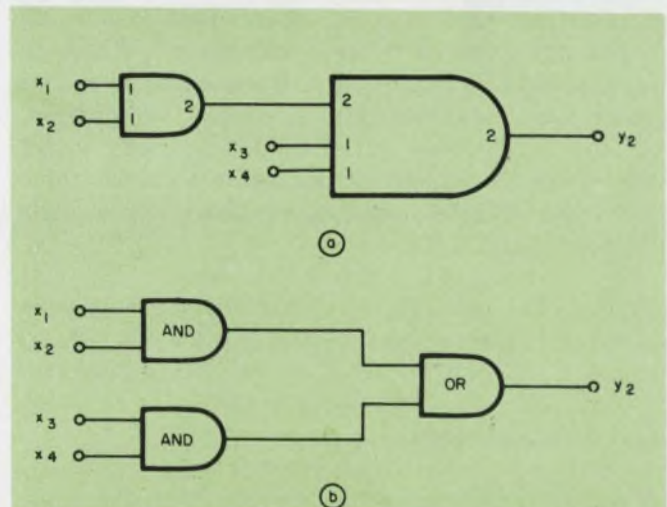 x₁
1
2
x₂
1
2
x₃
1
2
y₂
x₄
1
a
x₁
AND
x₂
OR
y₂
x₃
AND
x₄
b